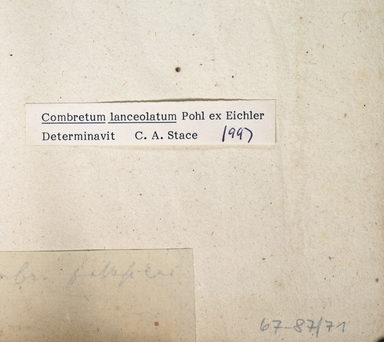 Combretum lanceolatum Pohl ex Eichler
Determinavit C. A. Stace 1997
67-87/71